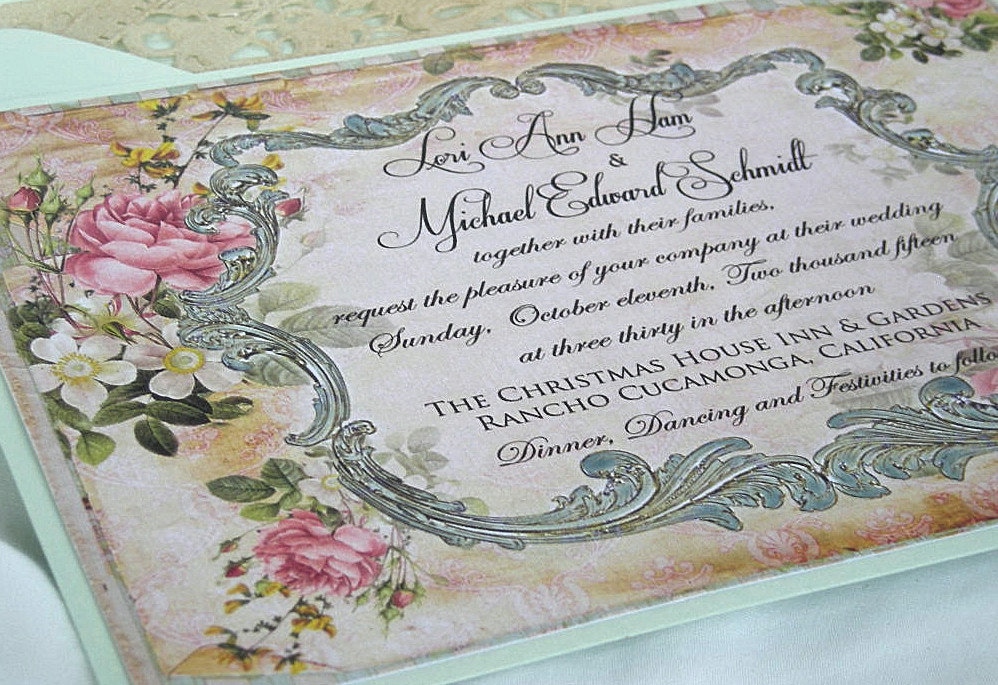 Lori Ann Ham
&
Michael Edward Schmidt
together with their families,
request the pleasure of your company at their wedding
Sunday, October eleventh, Two thousand fifteen
at three thirty in the afternoon
The Christmas House Inn & Gardens
Rancho Cucamonga, California
Dinner, Dancing and Festivities to follo